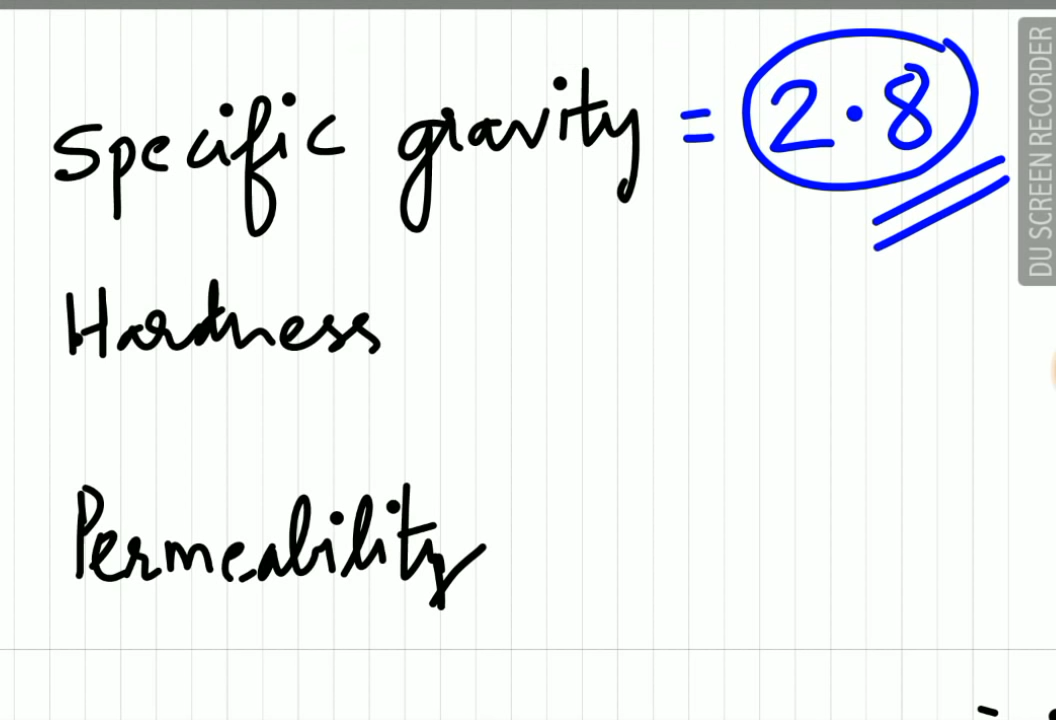 Specific gravity = 2.8
Hardness
Permeability
DU SCREEN RECORDER